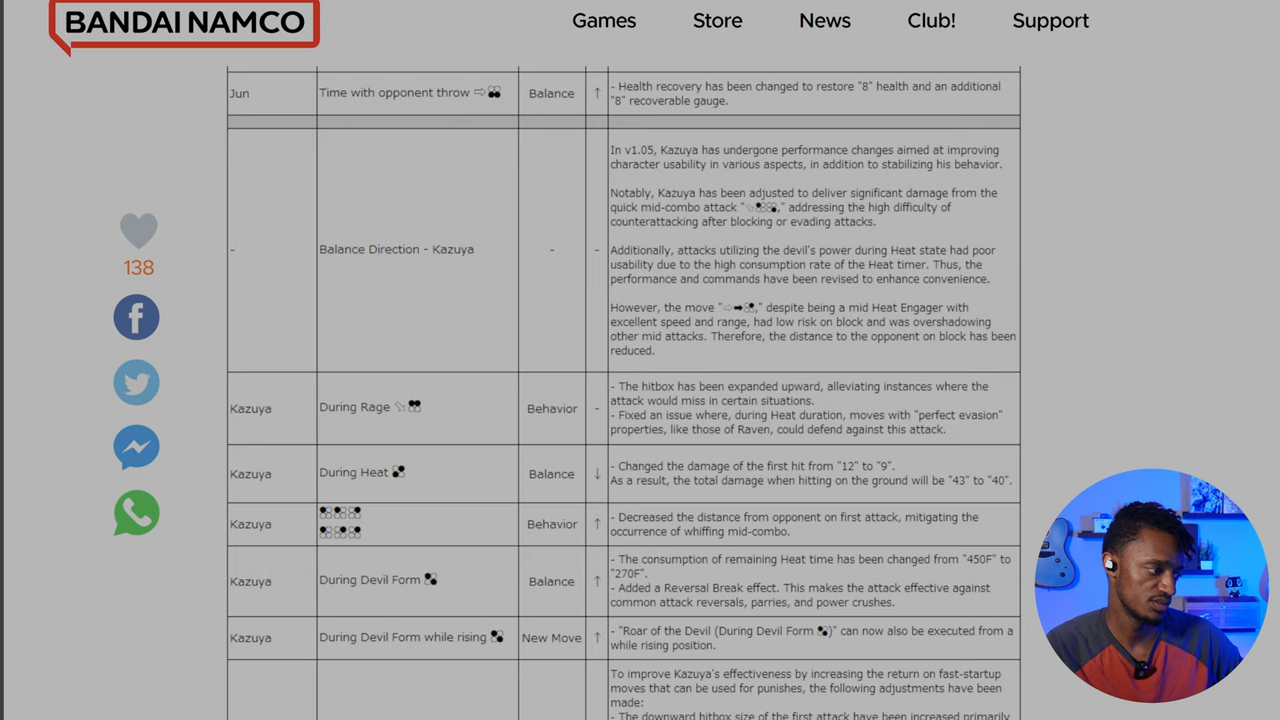 BANDAI NAMCO
Games Store News Club! Support
Jun Time with opponent throw Balance ↑ - Health recovery has been changed to restore "8" health and an additional
"8" recoverable gauge.
In v1.05, Kazuya has undergone performance changes aimed at improving
character usability in various aspects, in addition to stabilizing his behavior.
Notably, Kazuya has been adjusted to deliver significant damage from the
quick mid-combo attack " ," addressing the high difficulty of
counterattacking after blocking or evading attacks.
- Balance Direction - Kazuya - -
Additionally, attacks utilizing the devil's power during Heat state had poor
usability due to the high consumption rate of the Heat timer. Thus, the
performance and commands have been revised to enhance convenience.
However, the move "⇨➡ ," despite being a mid Heat Engager with
excellent speed and range, had low risk on block and was overshadowing
other mid attacks. Therefore, the distance to the opponent on block has been
reduced.
138
Kazuya During Rage Behavior - - The hitbox has been expanded upward, alleviating instances where the
attack would miss in certain situations.
- Fixed an issue where, during Heat duration, moves with "perfect evasion"
properties, like those of Raven, could defend against this attack.
Kazuya During Heat Balance ↓ - Changed the damage of the first hit from "12" to "9".
As a result, the total damage when hitting on the ground will be "43" to "40".
Kazuya Behavior ↑ - Decreased the distance from opponent on first attack, mitigating the
occurrence of whiffing mid-combo.
Kazuya During Devil Form Balance ↑ - The consumption of remaining Heat time has been changed from "450F" to
"270F".
- Added a Reversal Break effect. This makes the attack effective against
common attack reversals, parries, and power crushes.
Kazuya During Devil Form while rising New Move ↑ - "Roar of the Devil (During Devil Form )" can now also be executed from a
while rising position.
To improve Kazuya's effectiveness by increasing the return on fast-startup
moves that can be used for punishes, the following adjustments have been
made:
- The downward hitbox size of the first attack have been increased primarily